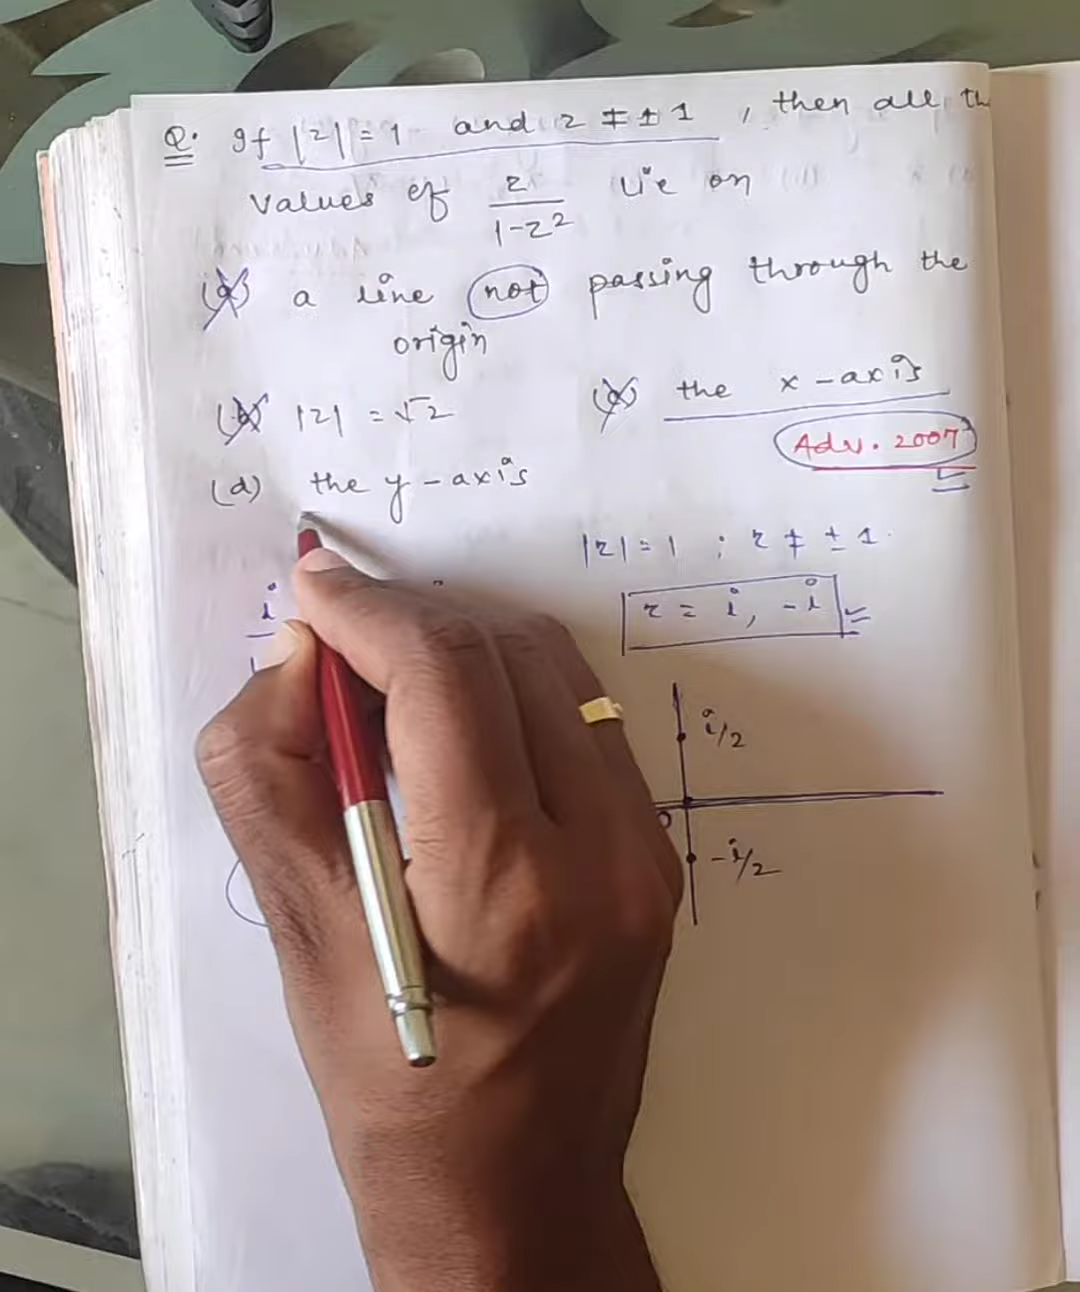 Q. If |z| = 1 and z ≠ ± 1 , then all th
values of z/(1-z²) lie on
(a) a line not passing through the
origin
(b) |z| = √2 (c) the x-axis
Adv. 2007
(d) the y-axis
|z| = 1 ; z ≠ ± 1.
i
z = i, -i
i/2
0
-i/2